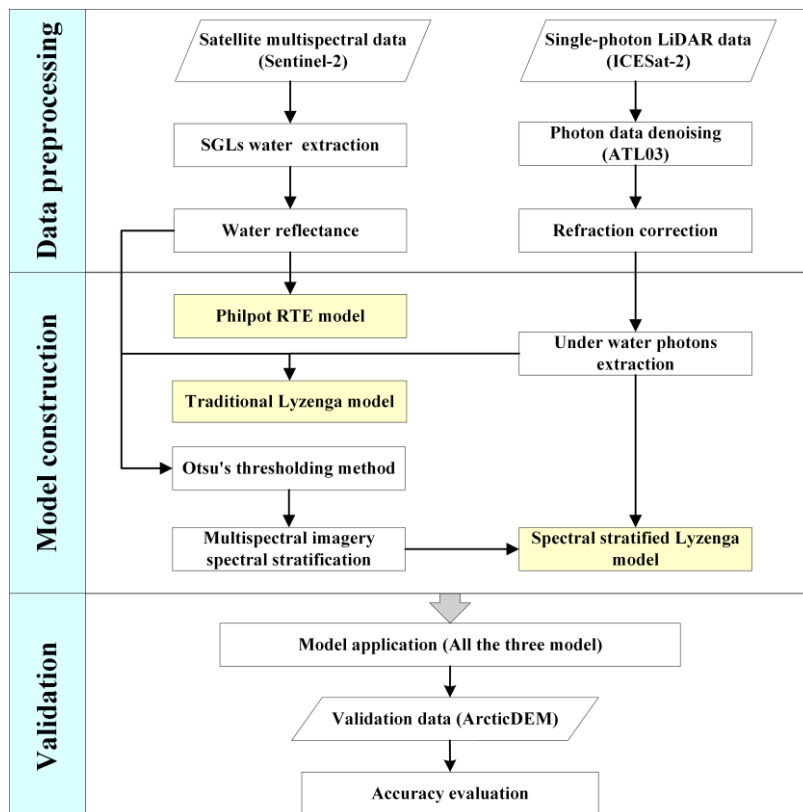 Data preprocessing
Satellite multispectral data
(Sentinel-2)
Single-photon LiDAR data
(ICESat-2)
SGLs water extraction
Photon data denoising
(ATL03)
Water reflectance
Refraction correction
Model construction
Philpot RTE model
Under water photons
extraction
Traditional Lyzenga model
Otsu's thresholding method
Multispectral imagery
spectral stratification
Spectral stratified Lyzenga
model
Validation
Model application (All the three model)
Validation data (ArcticDEM)
Accuracy evaluation